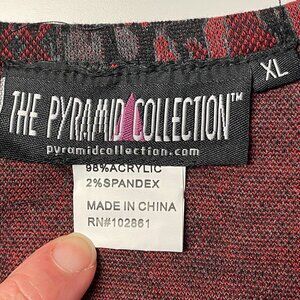 THE PYRAMID COLLECTION™
XL
pyramidcollection.com
98%ACRYLIC
2%SPANDEX
MADE IN CHINA
RN#102861